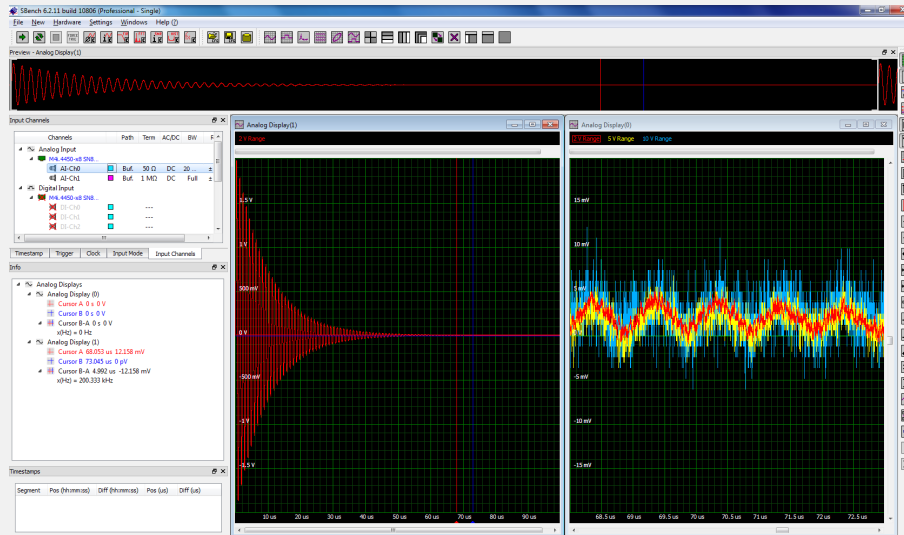 SBench 6.2.11 build 10806 (Professional - Single)
File New Hardware Settings Windows Help
Preview - Analog Display(1)
Input Channels
Channels Path Term AC/DC BW
Analog Input
M4i.4450-x8 SN8...
AI-Ch0 Buf. 50 Ω DC 20 ... ±
AI-Ch1 Buf. 1 MΩ DC Full ±
Digital Input
M4i.4450-x8 SN8...
DI-Ch0 ---
DI-Ch1 ---
DI-Ch2 ---
Timestamp Trigger Clock Input Mode Input Channels
Info
Analog Displays
Analog Display (0)
Cursor A 0 s 0 V
Cursor B 0 s 0 V
Cursor B-A 0 s 0 V
x(Hz) = 0 Hz
Analog Display (1)
Cursor A 68.053 us 12.158 mV
Cursor B 73.045 us 0 pV
Cursor B-A 4.992 us -12.158 mV
x(Hz) = 200.333 kHz
Timestamps
Segment Pos (hh:mm:ss) Diff (hh:mm:ss) Pos (us) Diff (us)
Analog Display(1)
2 V Range
1.5 V
1 V
500 mV
0 V
-500 mV
-1 V
-1.5 V
10 us 20 us 30 us 40 us 50 us 60 us 70 us 80 us 90 us
Analog Display(0)
2 V Range 5 V Range 10 V Range
15 mV
10 mV
5 mV
0 V
-5 mV
-10 mV
-15 mV
68.5 us 69 us 69.5 us 70 us 70.5 us 71 us 71.5 us 72 us 72.5 us